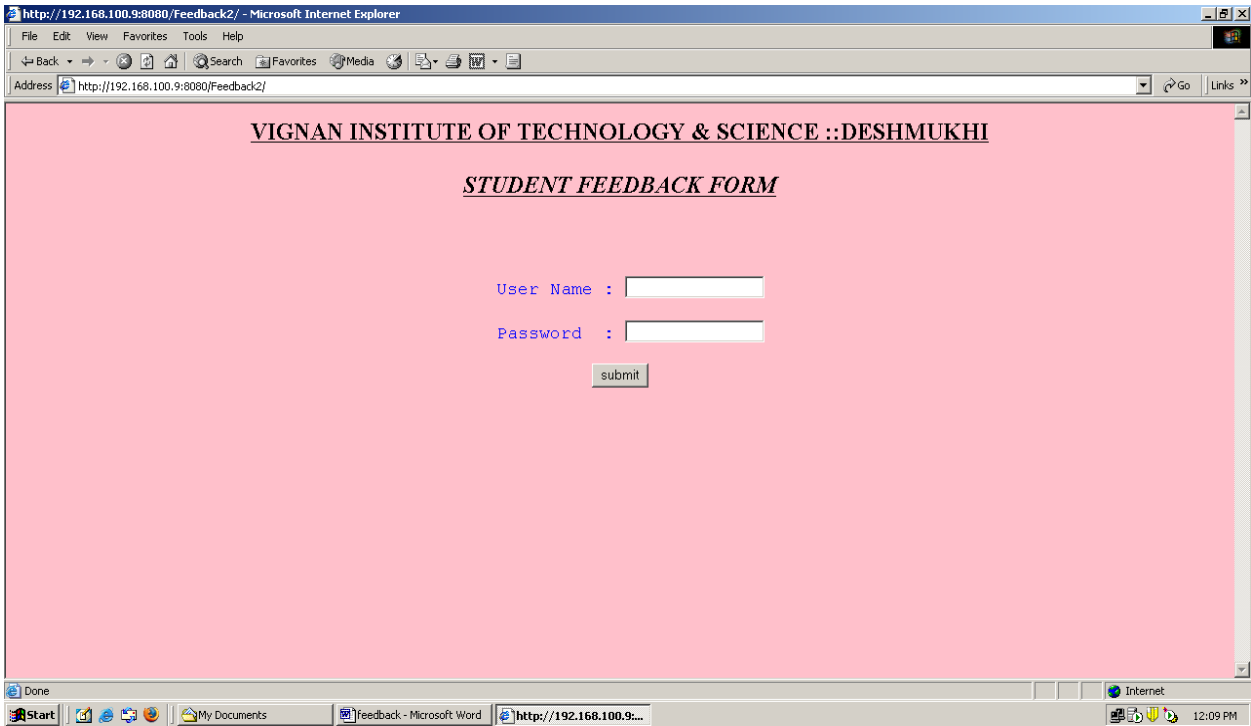 http://192.168.100.9:8080/Feedback2/ - Microsoft Internet Explorer
File Edit View Favorites Tools Help
Back Search Favorites Media
Address http://192.168.100.9:8080/Feedback2/ Go Links »
VIGNAN INSTITUTE OF TECHNOLOGY & SCIENCE ::DESHMUKHI
STUDENT FEEDBACK FORM
User Name :
Password :
submit
Done Internet
Start My Documents feedback - Microsoft Word http://192.168.100.9:... 12:09 PM